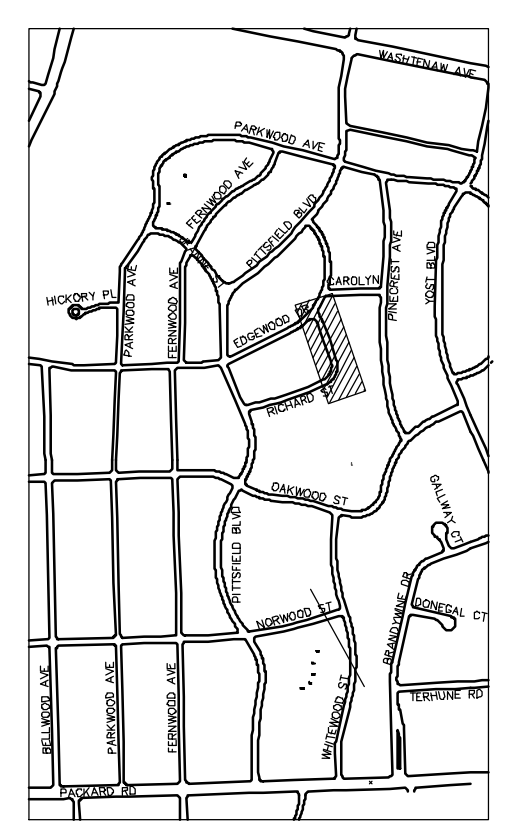 WASHTENAW AVE
PARKWOOD AVE
FERNWOOD AVE
PITTSFIELD BLVD
PINECREST AVE
YOST BLVD
CAROLYN
HICKORY PL
PARKWOOD AVE
FERNWOOD AVE
EDGEWOOD DR
RICHARD ST
OAKWOOD ST
GALLWAY CT
PITTSFIELD BLVD
NORWOOD ST
BRANDYWINE DR
DONEGAL CT
BELLWOOD AVE
PARKWOOD AVE
FERNWOOD AVE
WHITEWOOD ST
TERHUNE RD
PACKARD RD